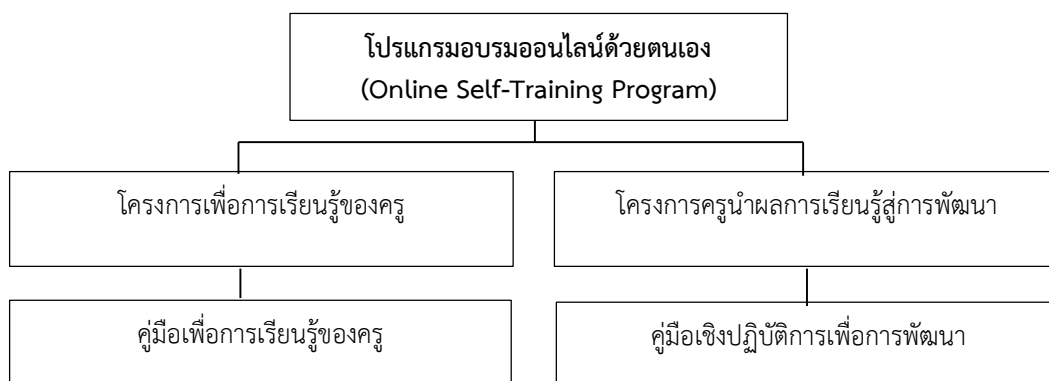 โปรแกรมอบรมออนไลน์ด้วยตนเอง
(Online Self-Training Program)
โครงการเพื่อการเรียนรู้ของครู
โครงการครูนำผลการเรียนรู้สู่การพัฒนา
คู่มือเพื่อการเรียนรู้ของครู
คู่มือเชิงปฏิบัติการเพื่อการพัฒนา